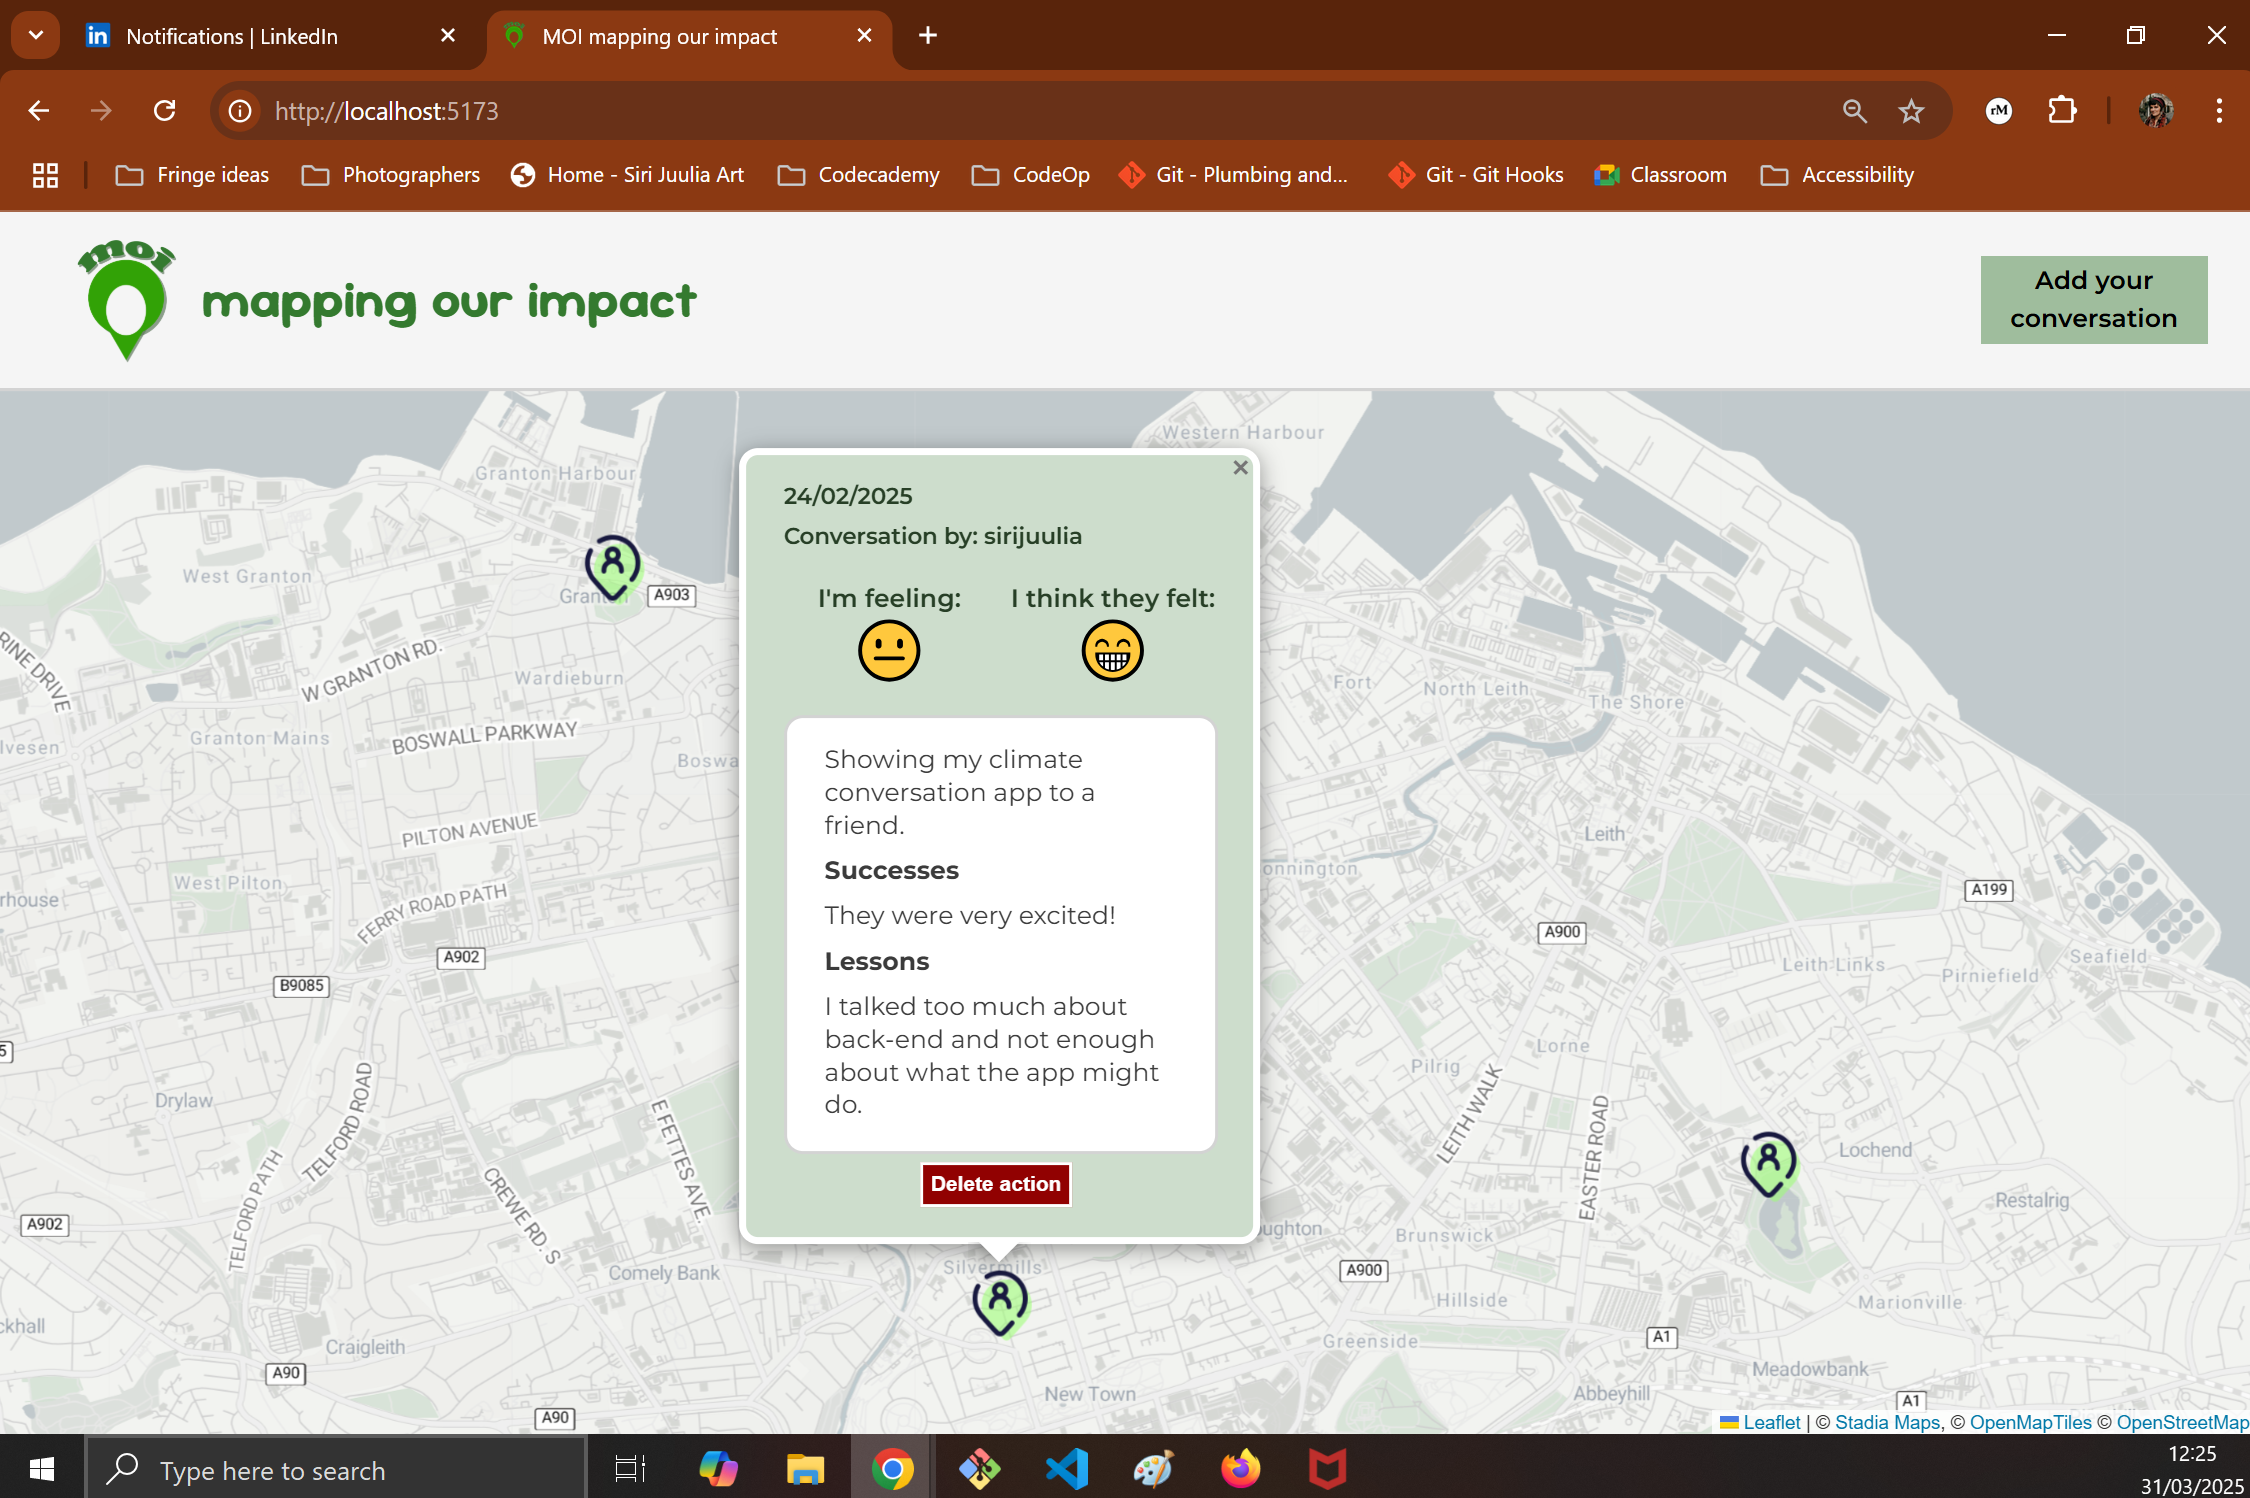 Notifications | LinkedIn
MOI mapping our impact
http://localhost:5173
rM
Fringe ideas
Photographers
Home - Siri Juulia Art
Codecademy
CodeOp
Git - Plumbing and...
Git - Git Hooks
Classroom
Accessibility
moi
mapping our impact
Add your
conversation
Western Harbour
Granton Harbour
West Granton
A903
W GRANTON RD.
Wardieburn
Granton Mains
BOSWALL PARKWAY
PILTON AVENUE
West Pilton
FERRY ROAD PATH
A902
B9085
Drylaw
TELFORD ROAD
TELFORD PATH
E FETTES AVE.
CREWE RD. S
A902
Comely Bank
Craigleith
A90
A90
24/02/2025
Conversation by: sirijuulia
I'm feeling:
I think they felt:
Showing my climate
conversation app to a
friend.
Successes
They were very excited!
Lessons
I talked too much about
back-end and not enough
about what the app might
do.
Delete action
Silvermills
New Town
Fort
North Leith
The Shore
Leith
A199
A900
Seafield
Leith Links
Pirniefield
Lorne
Pilrig
LEITH WALK
EASTER ROAD
Lochend
Restalrig
Brunswick
A900
Hillside
Marionville
Greenside
A1
Meadowbank
Abbeyhill
A1
Leaflet | © Stadia Maps, © OpenMapTiles © OpenStreetMap
Type here to search
12:25
31/03/2025